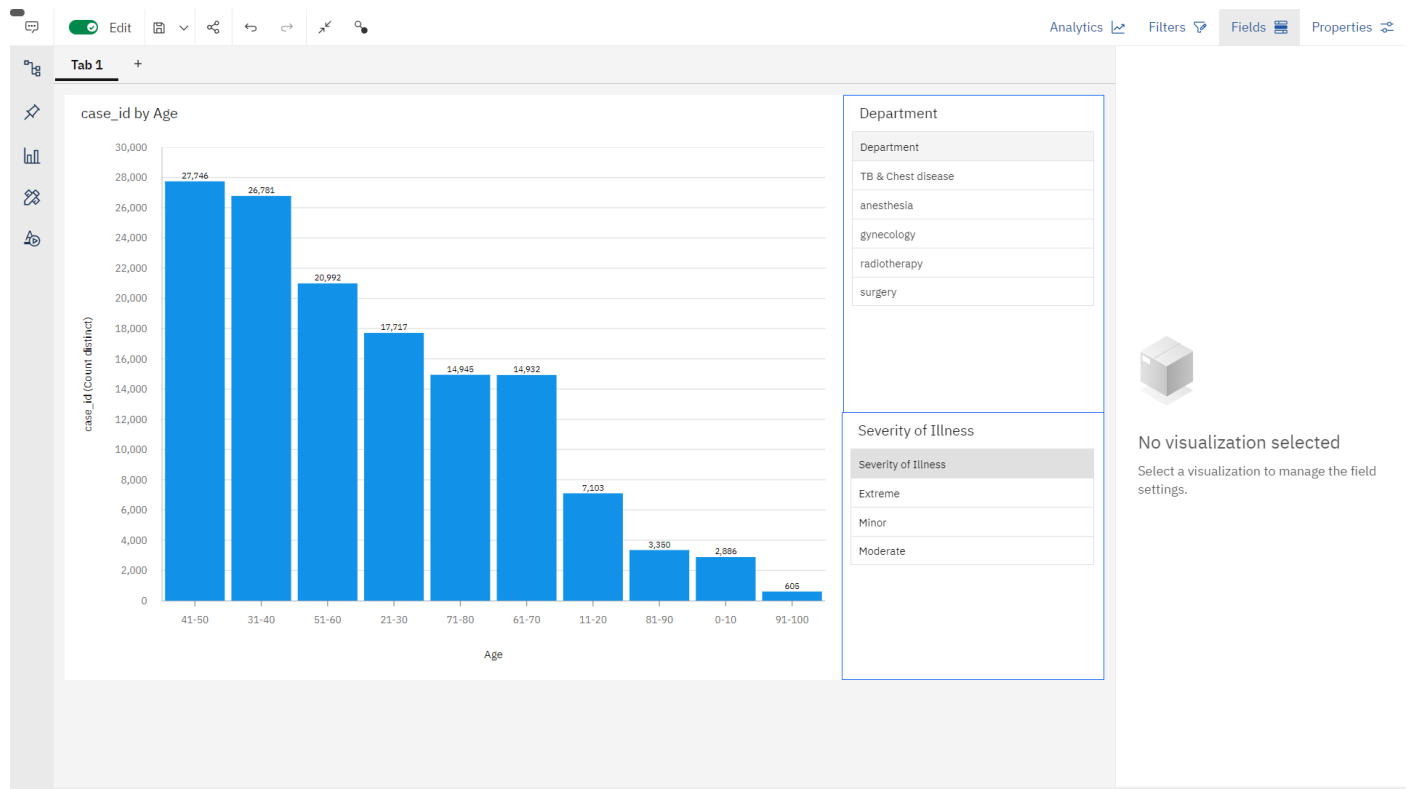 Edit
Analytics
Filters
Fields
Properties
Tab 1
+
case_id by Age
30,000
28,000
26,000
24,000
22,000
20,000
18,000
16,000
14,000
12,000
10,000
8,000
6,000
4,000
2,000
0
case_id (Count distinct)
27,746
26,781
20,992
17,717
14,945
14,932
7,103
3,350
2,886
605
41-50
31-40
51-60
21-30
71-80
61-70
11-20
81-90
0-10
91-100
Age
Department
Department
TB & Chest disease
anesthesia
gynecology
radiotherapy
surgery
Severity of Illness
Severity of Illness
Extreme
Minor
Moderate
No visualization selected
Select a visualization to manage the field
settings.